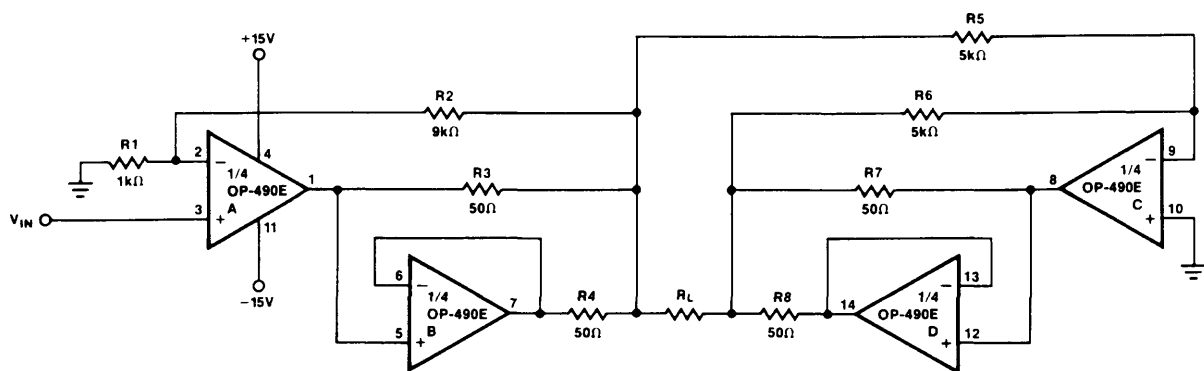 R5
5kΩ
+15V
R2
9kΩ
R6
5kΩ
R1
1kΩ
2
−
4
1/4
OP-490E
A
1
3
+
11
VIN
−15V
R3
50Ω
R7
50Ω
8
9
−
1/4
OP-490E
C
10
+
6
−
1/4
OP-490E
B
7
5
+
R4
50Ω
RL
R8
50Ω
14
13
−
1/4
OP-490E
D
12
+